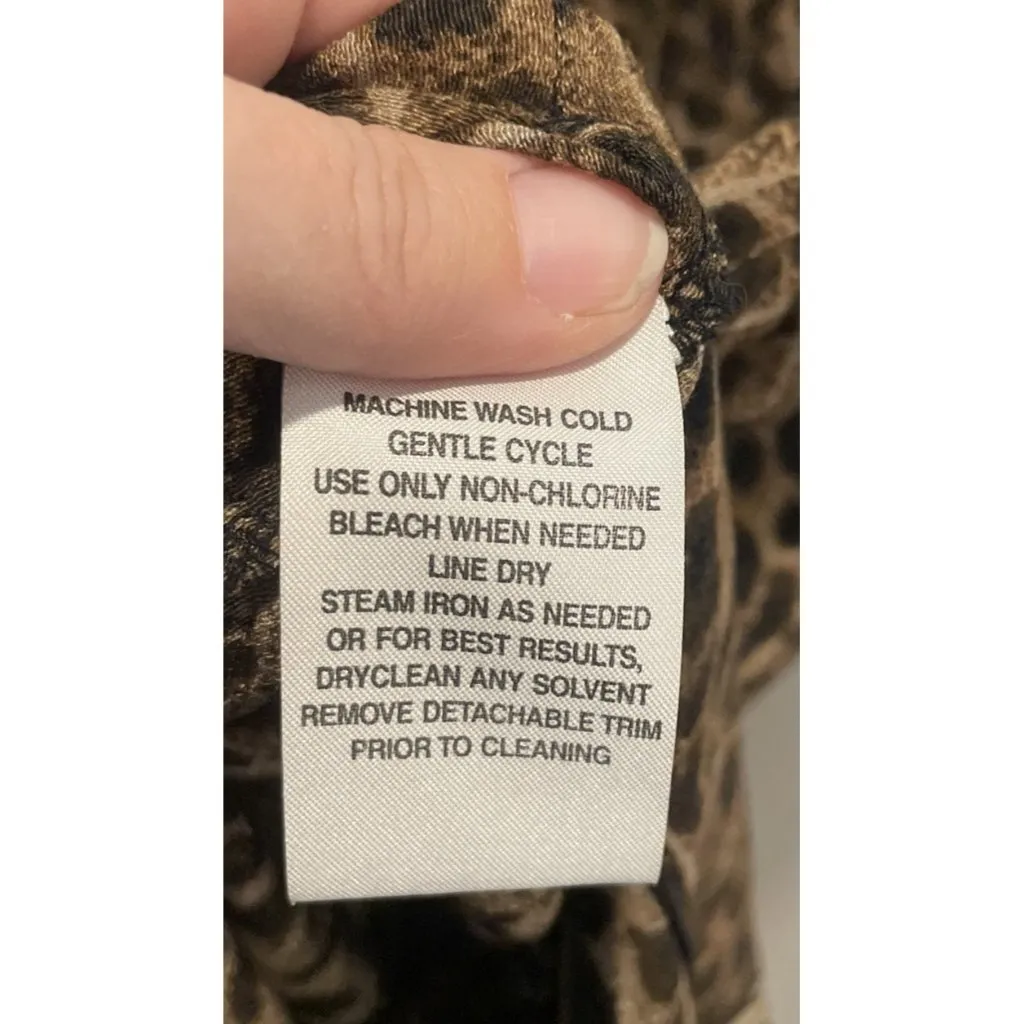 MACHINE WASH COLD
GENTLE CYCLE
USE ONLY NON-CHLORINE
BLEACH WHEN NEEDED
LINE DRY
STEAM IRON AS NEEDED
OR FOR BEST RESULTS,
DRYCLEAN ANY SOLVENT
REMOVE DETACHABLE TRIM
PRIOR TO CLEANING